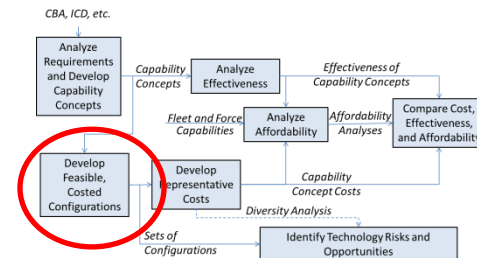 CBA, ICD, etc.
Analyze
Requirements
and Develop
Capability
Concepts
Capability
Concepts
Analyze
Effectiveness
Effectiveness of
Capability Concepts
Fleet and Force
Capabilities
Analyze
Affordability
Affordability
Analyses
Compare Cost,
Effectiveness,
and Affordability
Develop
Feasible,
Costed
Configurations
Develop
Representative
Costs
Capability
Concept Costs
Diversity Analysis
Sets of
Configurations
Identify Technology Risks and
Opportunities